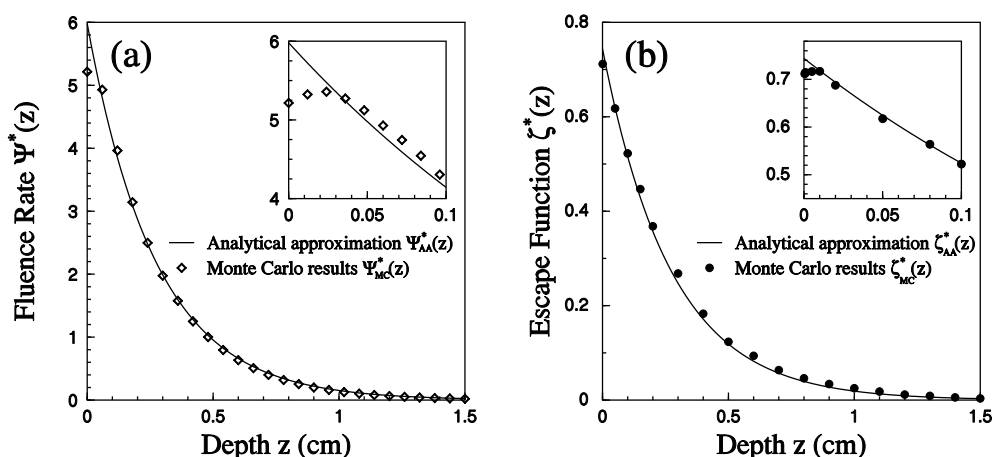 (a)
Fluence Rate Ψ*(z)
6
5
4
3
2
1
0
0 0.5 1 1.5
Depth z (cm)
6
5
4
0 0.05 0.1
Analytical approximation Ψ*AA(z)
Monte Carlo results Ψ*MC(z)
(b)
Escape Function ζ*(z)
0.8
0.6
0.4
0.2
0
0 0.5 1 1.5
Depth z (cm)
0.7
0.6
0.5
0 0.05 0.1
Analytical approximation ζ*AA(z)
Monte Carlo results ζ*MC(z)